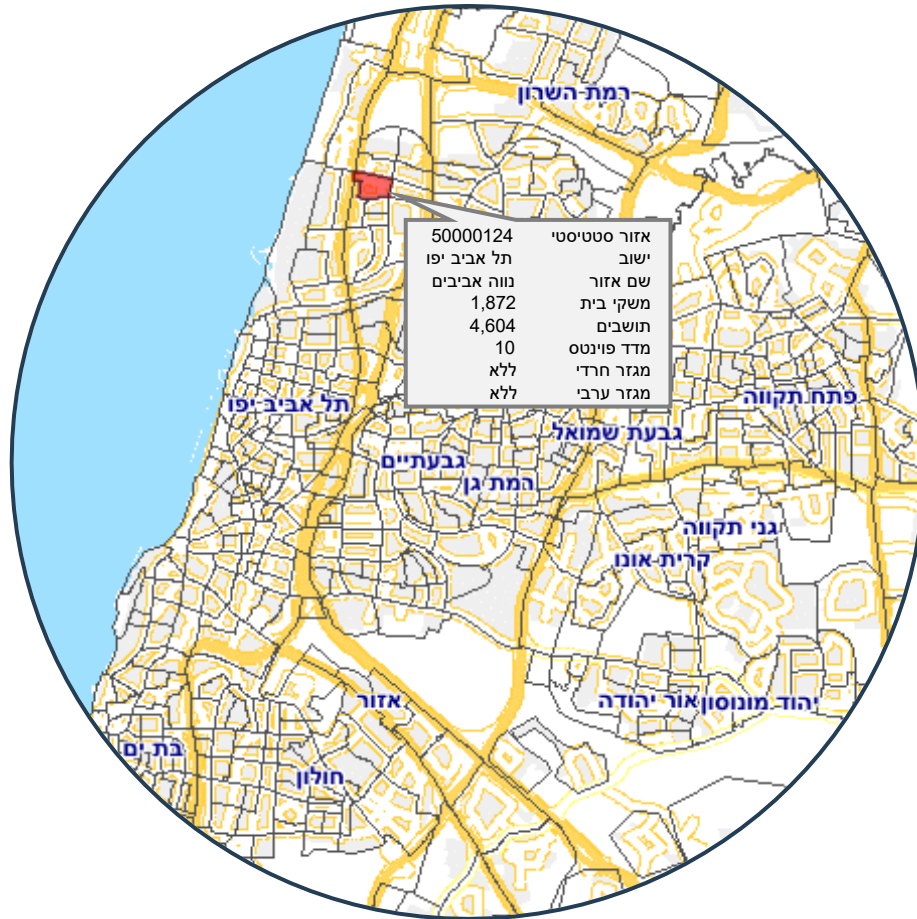 רמת השרון
אזור סטטיסטי 50000124
ישוב תל אביב יפו
שם אזור נווה אביבים
משקי בית 1,872
תושבים 4,604
מדד פוינטס 10
מגזר חרדי ללא
מגזר ערבי ללא
תל אביב יפו
פתח תקווה
גבעת שמואל
גבעתיים
המת גן
גני תקווה
קרית אונו
אזור
אור יהודה
יהוד מונוסון
בת ים
חולון